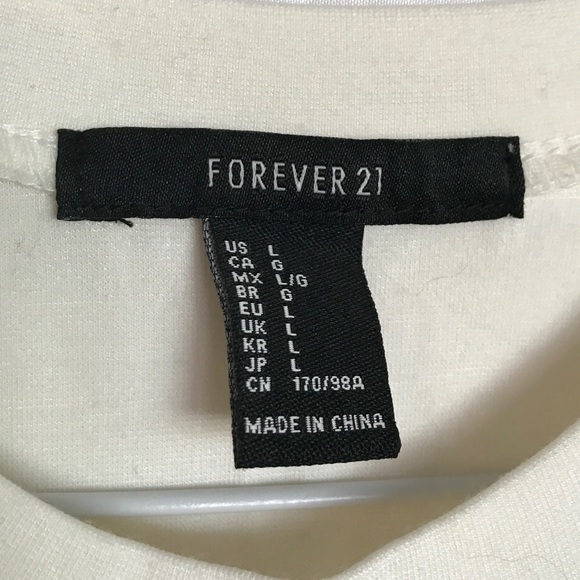 FOREVER 21
US L
CA G
MX L/G
BR G
EU L
UK L
KR L
JP L
CN 170/98A
MADE IN CHINA